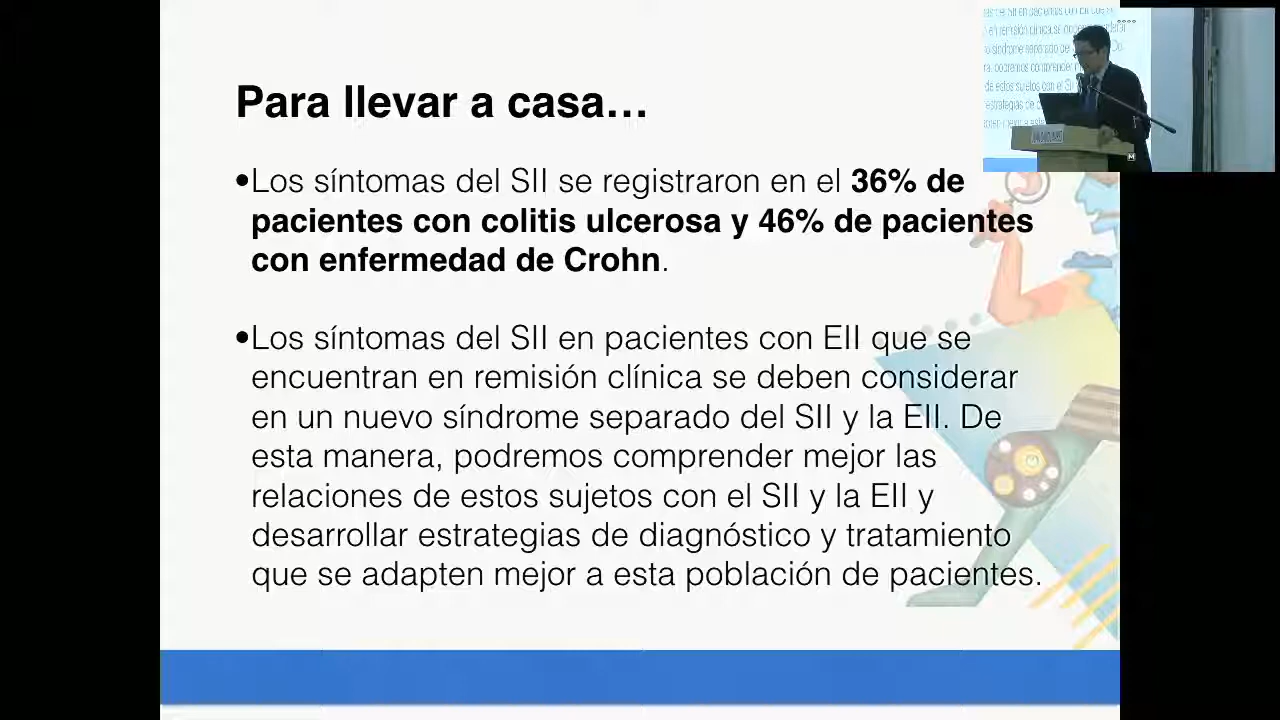 Para llevar a casa...
•Los síntomas del SII se registraron en el 36% de
pacientes con colitis ulcerosa y 46% de pacientes
con enfermedad de Crohn.
•Los síntomas del SII en pacientes con EII que se
encuentran en remisión clínica se deben considerar
en un nuevo síndrome separado del SII y la EII. De
esta manera, podremos comprender mejor las
relaciones de estos sujetos con el SII y la EII y
desarrollar estrategias de diagnóstico y tratamiento
que se adapten mejor a esta población de pacientes.